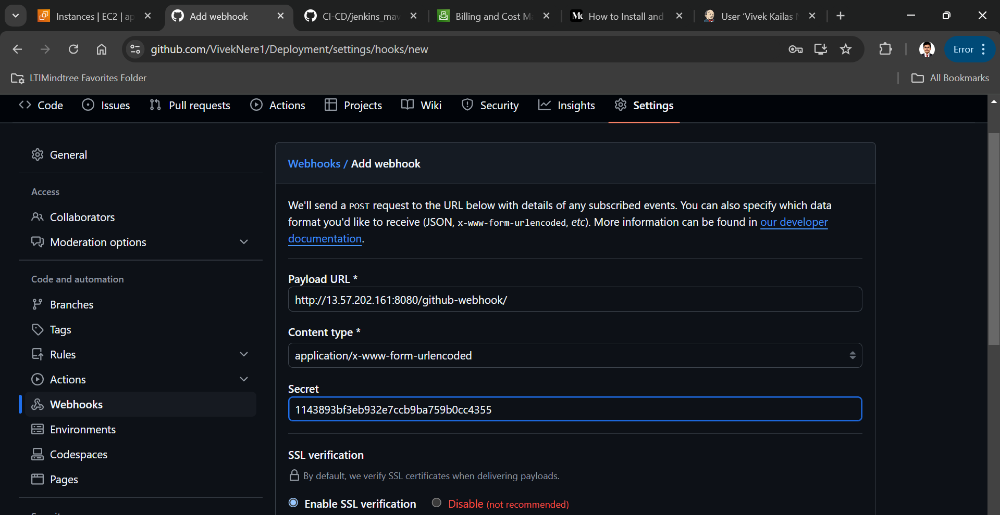 Instances | EC2 | ap
Add webhook
CI-CD/jenkins_mav
Billing and Cost Ma
How to Install and
User ‘Vivek Kailas N
github.com/VivekNere1/Deployment/settings/hooks/new
Error
LTIMindtree Favorites Folder
All Bookmarks
Code
Issues
Pull requests
Actions
Projects
Wiki
Security
Insights
Settings
General
Access
Collaborators
Moderation options
Code and automation
Branches
Tags
Rules
Actions
Webhooks
Environments
Codespaces
Pages
Webhooks / Add webhook
We'll send a POST request to the URL below with details of any subscribed events. You can also specify which data
format you'd like to receive (JSON, x-www-form-urlencoded, etc). More information can be found in our developer
documentation.
Payload URL *
http://13.57.202.161:8080/github-webhook/
Content type *
application/x-www-form-urlencoded
Secret
1143893bf3eb932e7ccb9ba759b0cc4355
SSL verification
By default, we verify SSL certificates when delivering payloads.
Enable SSL verification
Disable (not recommended)